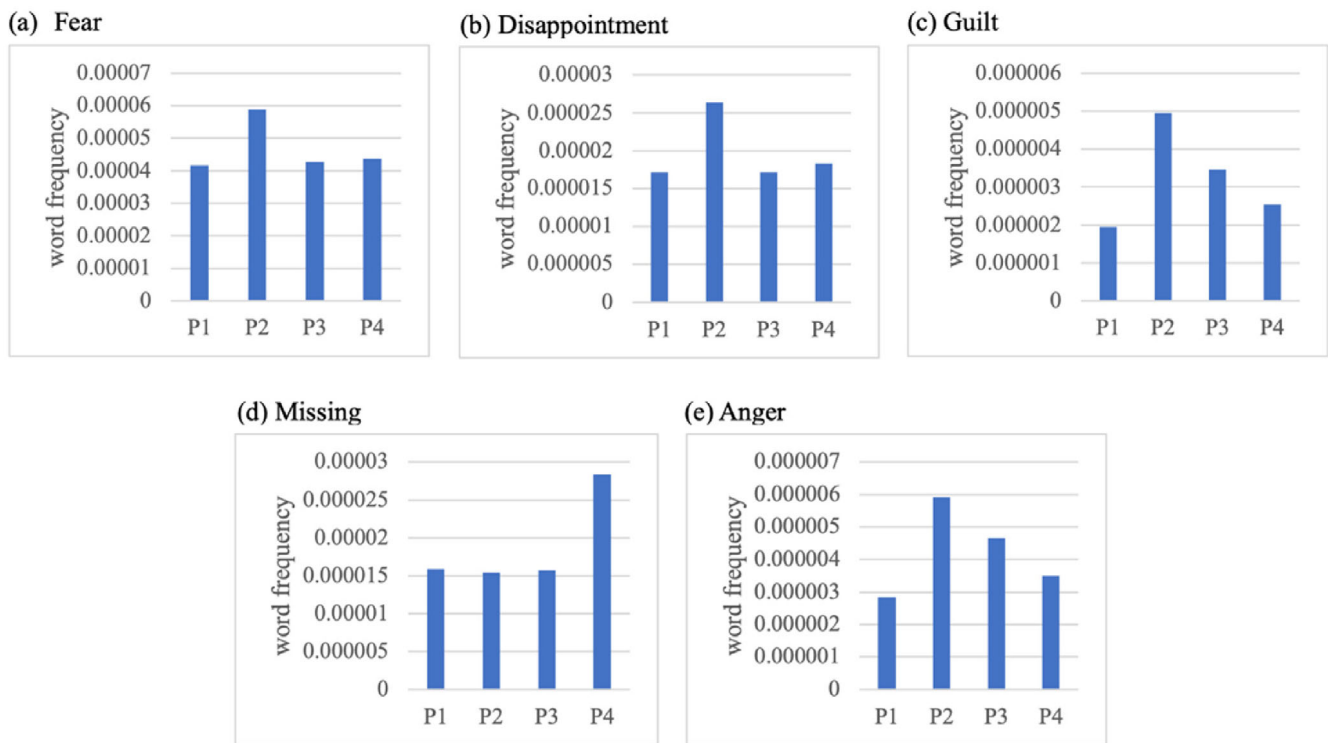 (a) Fear
0.00007
0.00006
0.00005
0.00004
0.00003
0.00002
0.00001
0
word frequency
P1 P2 P3 P4
(b) Disappointment
0.00003
0.000025
0.00002
0.000015
0.00001
0.000005
0
word frequency
P1 P2 P3 P4
(c) Guilt
0.000006
0.000005
0.000004
0.000003
0.000002
0.000001
0
word frequency
P1 P2 P3 P4
(d) Missing
0.00003
0.000025
0.00002
0.000015
0.00001
0.000005
0
word frequency
P1 P2 P3 P4
(e) Anger
0.000007
0.000006
0.000005
0.000004
0.000003
0.000002
0.000001
0
word frequency
P1 P2 P3 P4